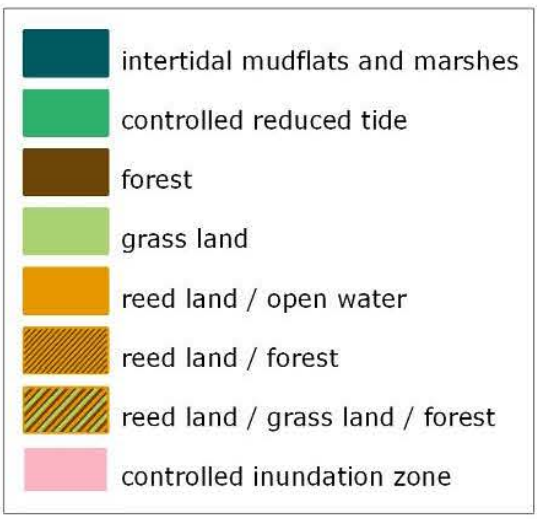 intertidal mudflats and marshes
controlled reduced tide
forest
grass land
reed land / open water
reed land / forest
reed land / grass land / forest
controlled inundation zone